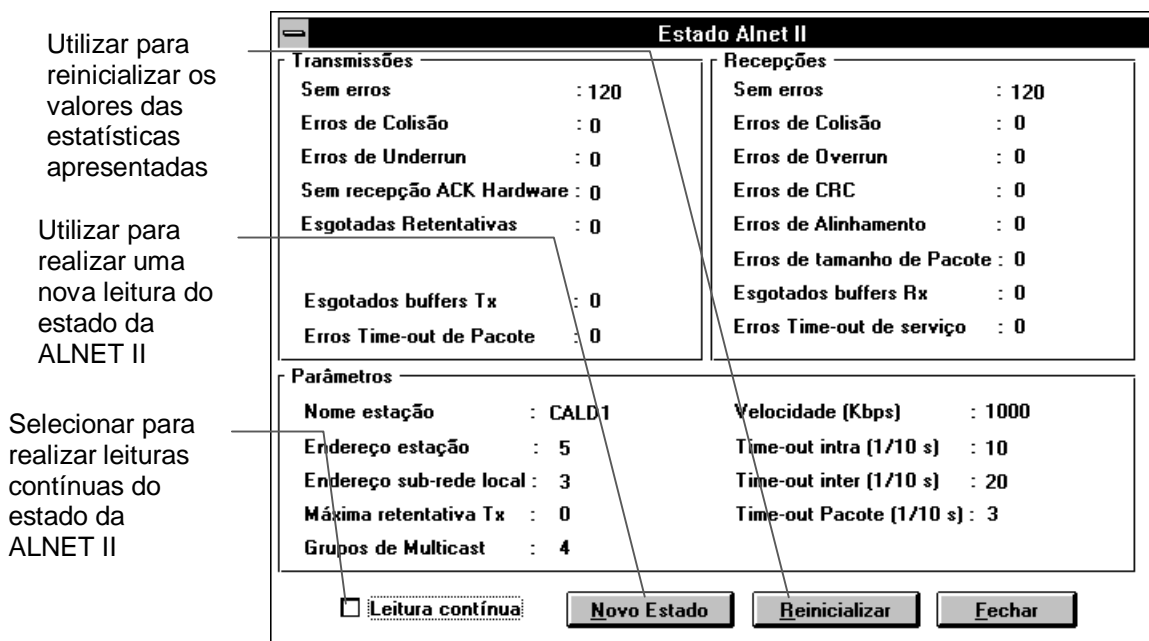 Utilizar para
reinicializar os
valores das
estatísticas
apresentadas
Utilizar para
realizar uma
nova leitura do
estado da
ALNET II
Selecionar para
realizar leituras
contínuas do
estado da
ALNET II
Estado Alnet II
Transmissões
Sem erros : 120
Erros de Colisão : 0
Erros de Underrun : 0
Sem recepção ACK Hardware : 0
Esgotadas Retentativas : 0
Esgotados buffers Tx : 0
Erros Time-out de Pacote : 0
Recepções
Sem erros : 120
Erros de Colisão : 0
Erros de Overrun : 0
Erros de CRC : 0
Erros de Alinhamento : 0
Erros de tamanho de Pacote : 0
Esgotados buffers Rx : 0
Erros Time-out de serviço : 0
Parâmetros
Nome estação : CALD1
Endereço estação : 5
Endereço sub-rede local : 3
Máxima retentativa Tx : 0
Grupos de Multicast : 4
Velocidade (Kbps) : 1000
Time-out intra (1/10 s) : 10
Time-out inter (1/10 s) : 20
Time-out Pacote (1/10 s) : 3
Leitura contínua
Novo Estado
Reinicializar
Fechar